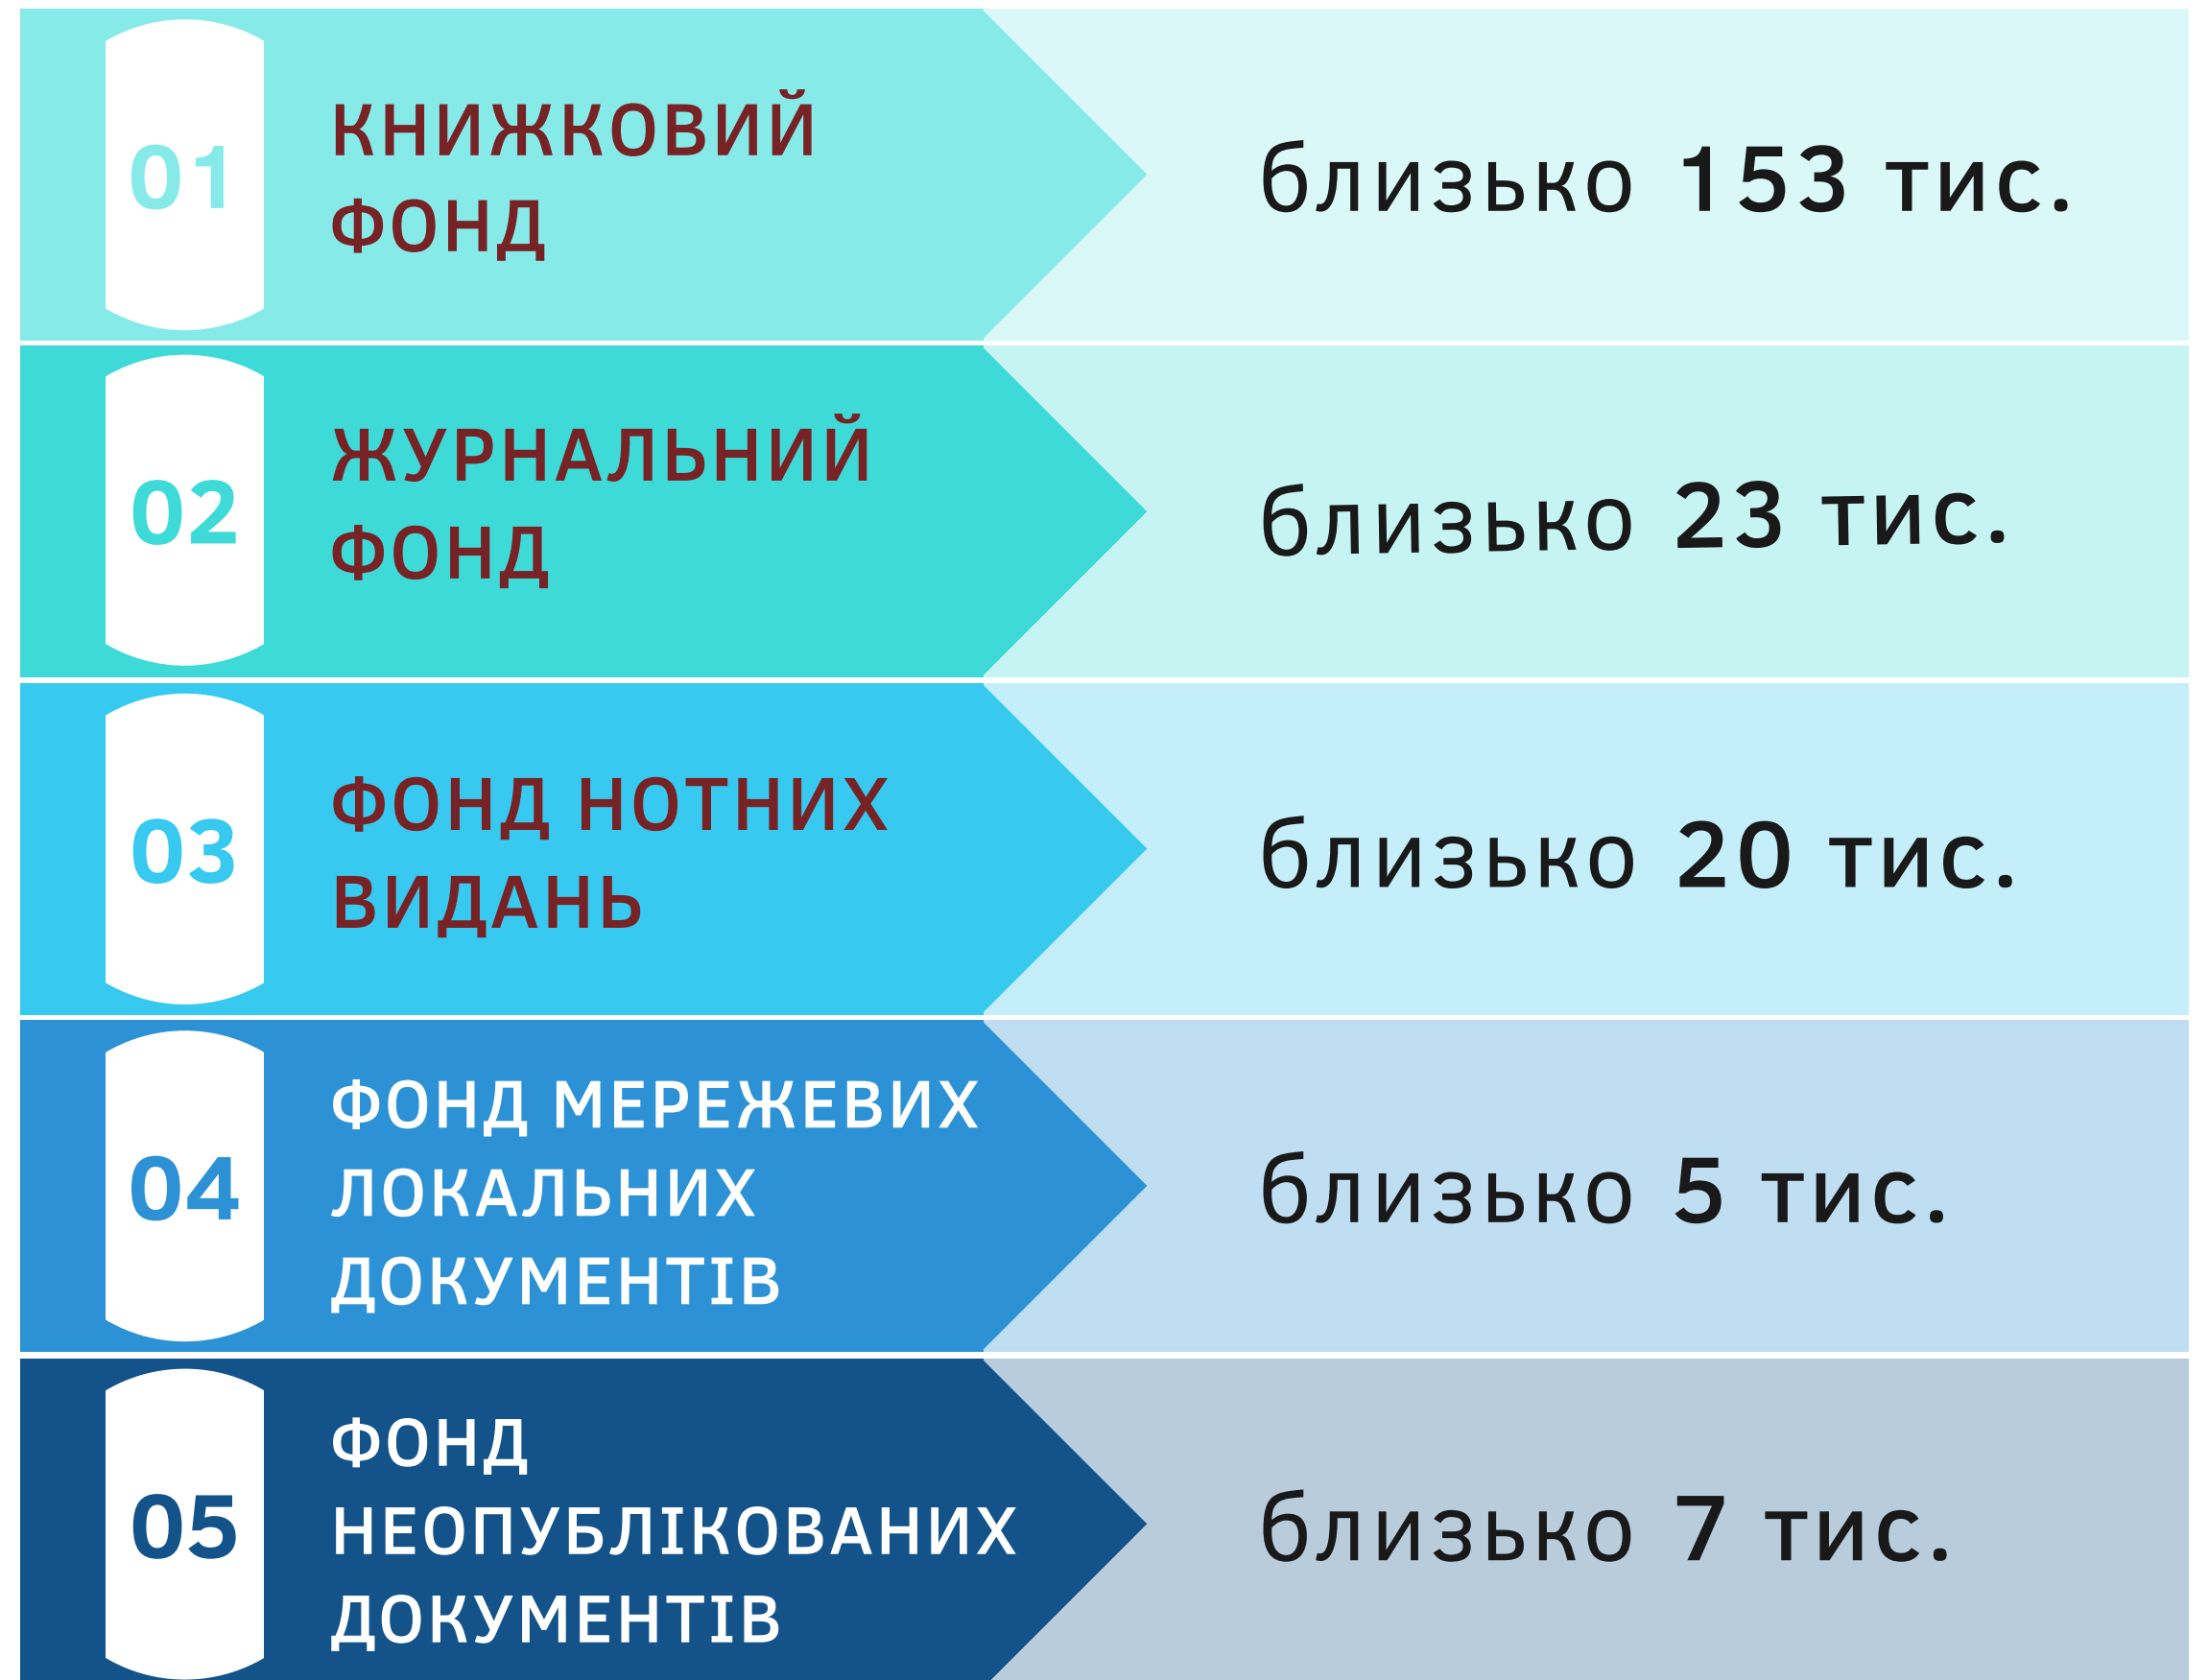 01
КНИЖКОВИЙ
ФОНД
близько 153 тис.
02
ЖУРНАЛЬНИЙ
ФОНД
близько 23 тис.
03
ФОНД НОТНИХ
ВИДАНЬ
близько 20 тис.
04
ФОНД МЕРЕЖЕВИХ
ЛОКАЛЬНИХ
ДОКУМЕНТІВ
близько 5 тис.
05
ФОНД
НЕОПУБЛІКОВАНИХ
ДОКУМЕНТІВ
близько 7 тис.